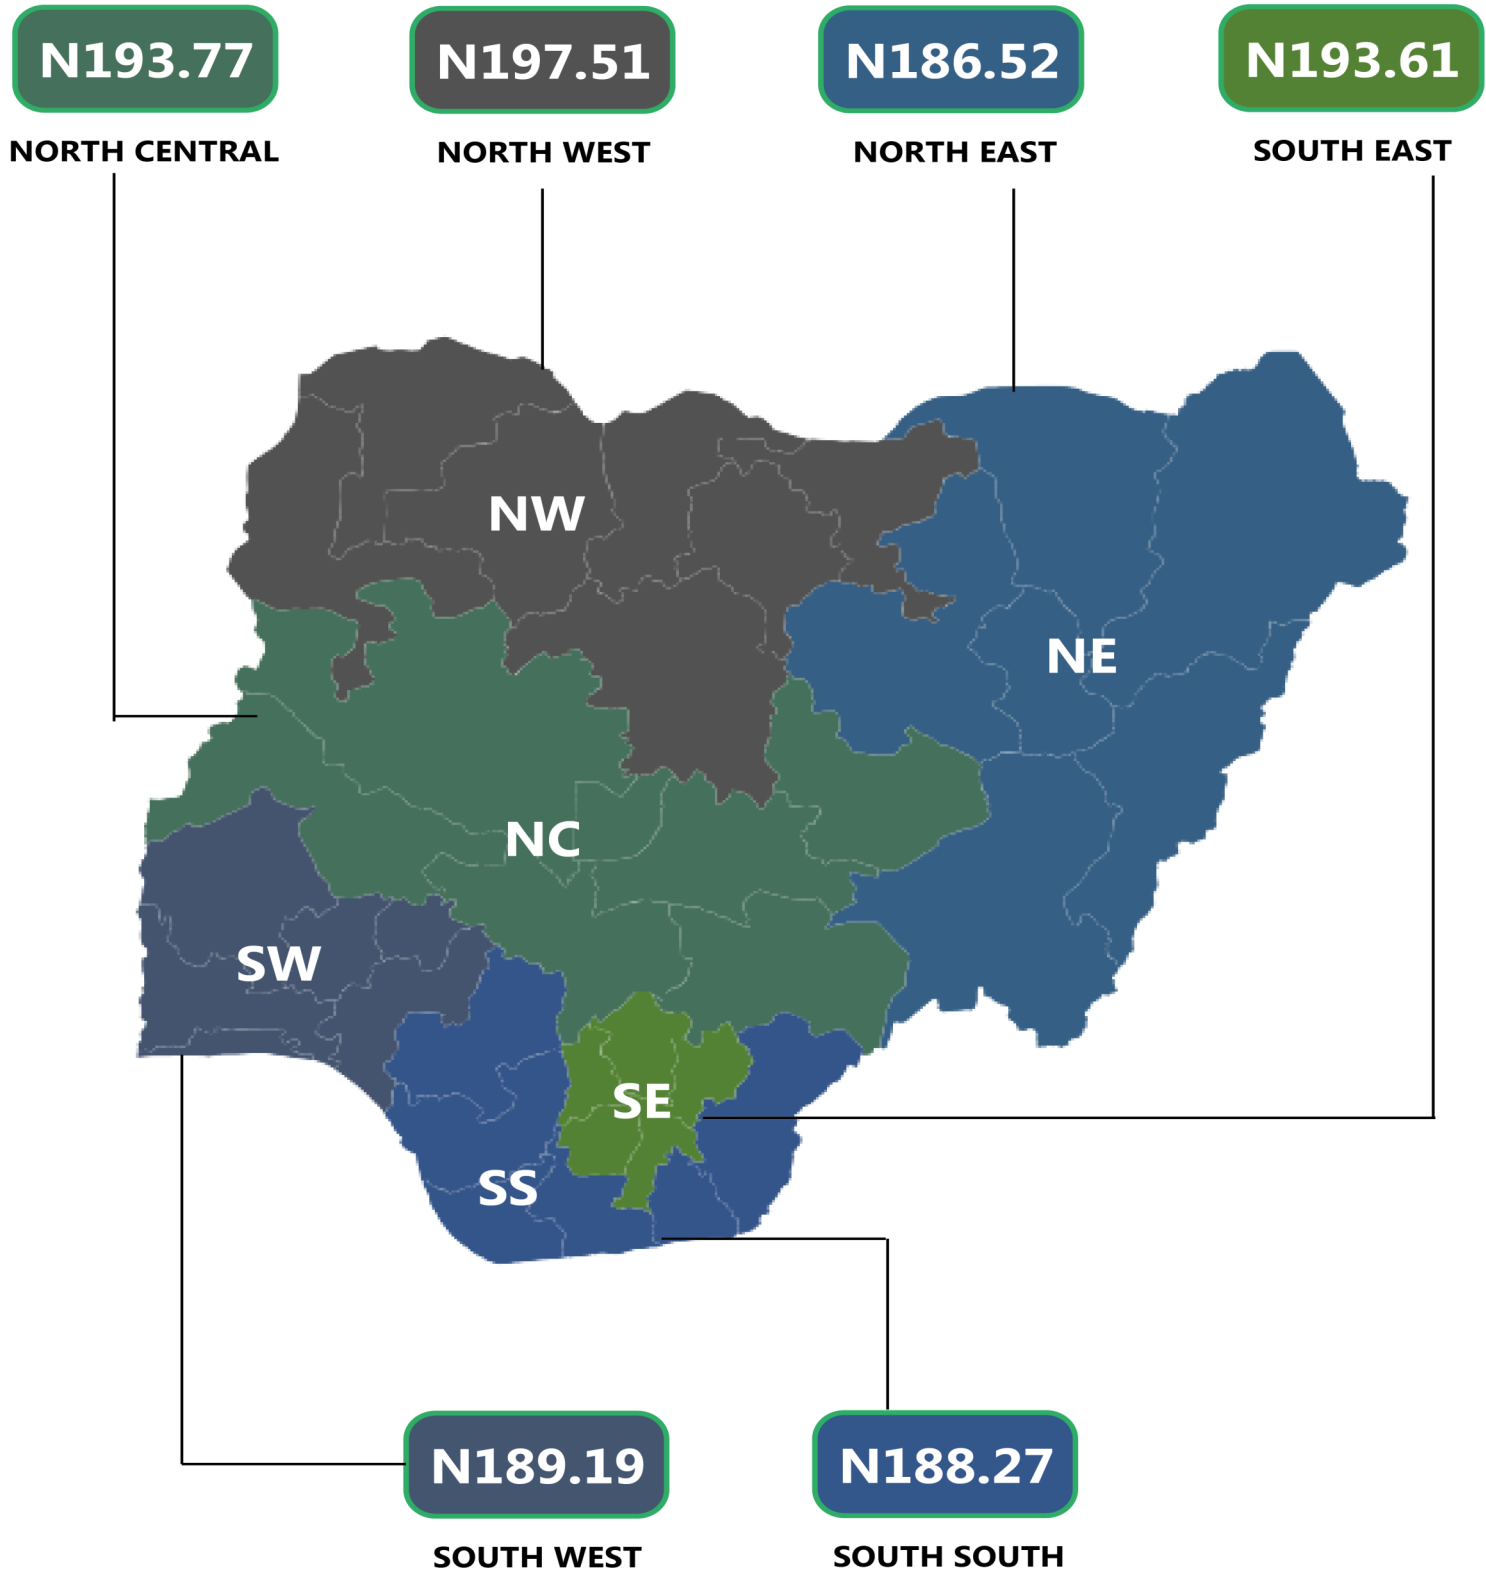 N193.77
NORTH CENTRAL
N197.51
NORTH WEST
N186.52
NORTH EAST
N193.61
SOUTH EAST
NW
NE
NC
SW
SE
SS
N189.19
SOUTH WEST
N188.27
SOUTH SOUTH